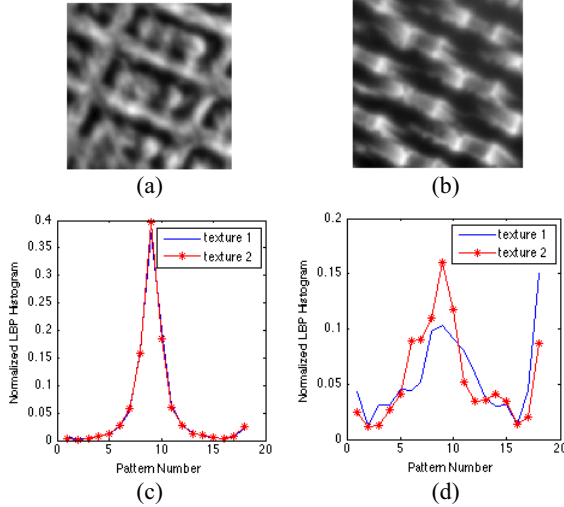 (a)
(b)
0.4
0.35
0.3
0.25
0.2
0.15
0.1
0.05
0
0
5
10
15
20
Normalized LBP Histogram
Pattern Number
texture 1
texture 2
(c)
0.2
0.15
0.1
0.05
0
0
5
10
15
20
Normalized LBP Histogram
Pattern Number
texture 1
texture 2
(d)